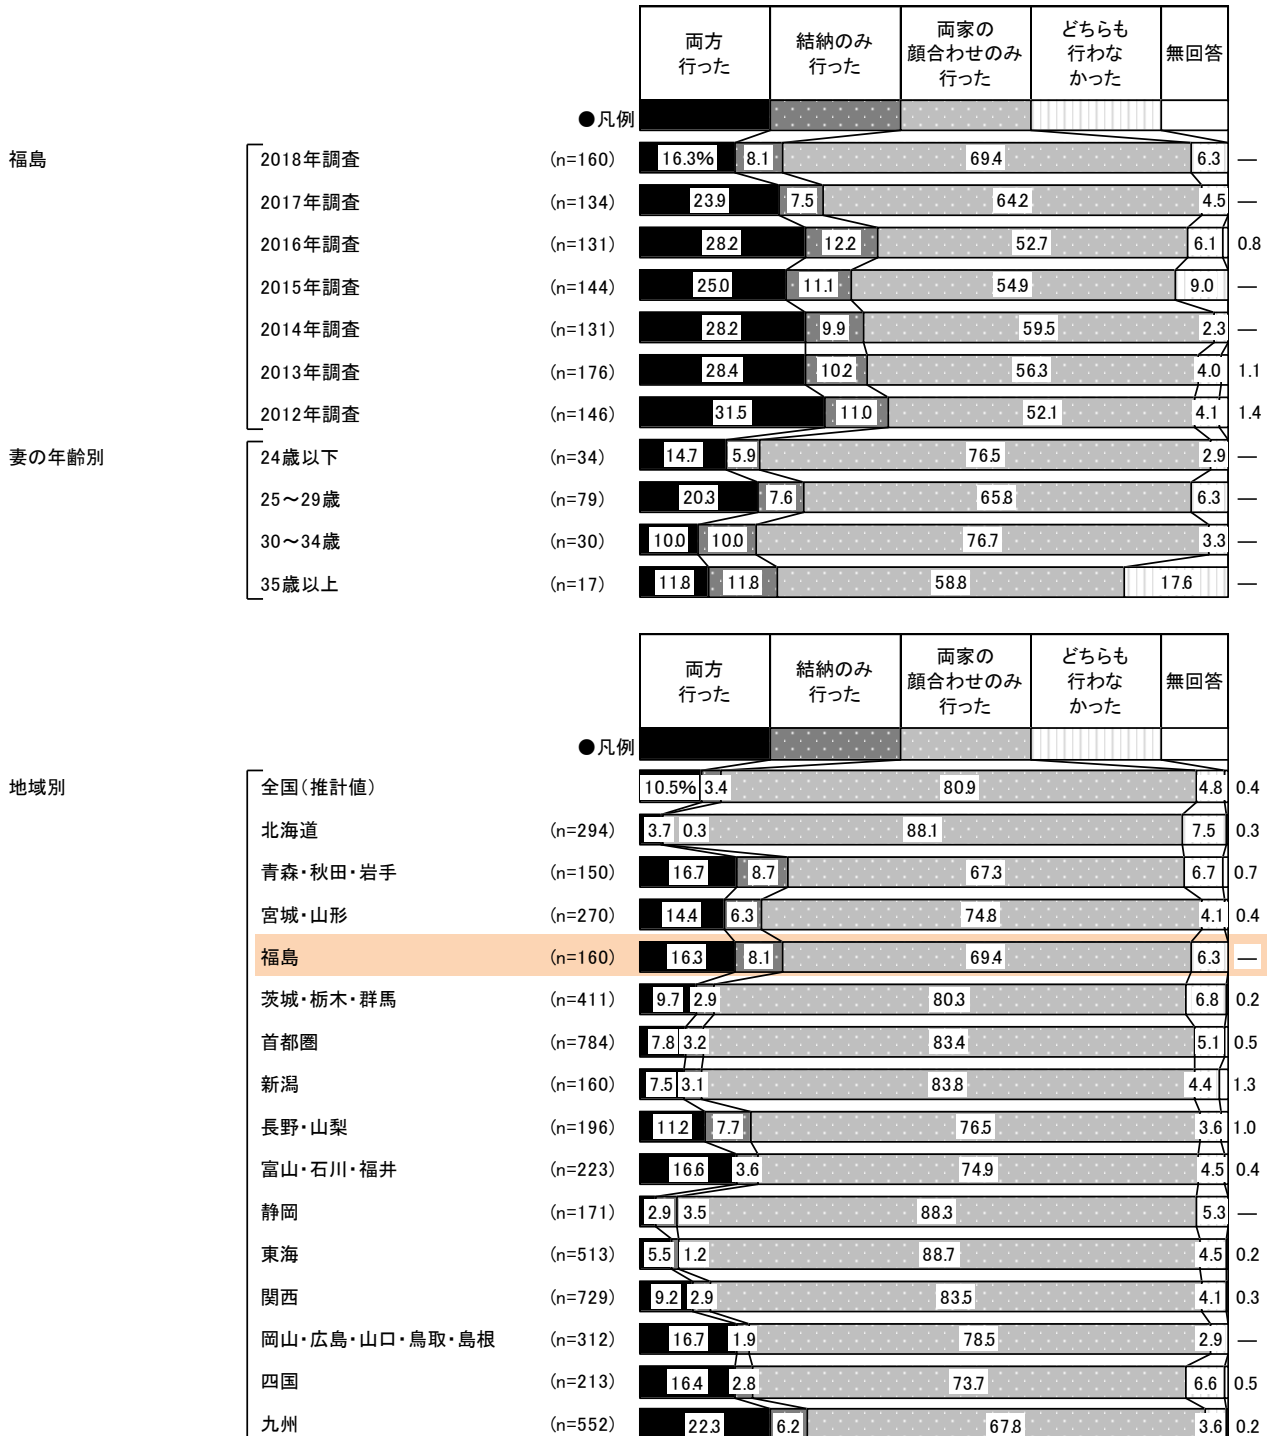 両方
行った
結納のみ
行った
両家の
顔合わせのみ
行った
どちらも
行わな
かった
無回答
●凡例
福島
2018年調査 (n=160) 16.3% 8.1 69.4 6.3 —
2017年調査 (n=134) 23.9 7.5 64.2 4.5 —
2016年調査 (n=131) 28.2 12.2 52.7 6.1 0.8
2015年調査 (n=144) 25.0 11.1 54.9 9.0 —
2014年調査 (n=131) 28.2 9.9 59.5 2.3 —
2013年調査 (n=176) 28.4 10.2 56.3 4.0 1.1
2012年調査 (n=146) 31.5 11.0 52.1 4.1 1.4
妻の年齢別
24歳以下 (n=34) 14.7 5.9 76.5 2.9 —
25~29歳 (n=79) 20.3 7.6 65.8 6.3 —
30~34歳 (n=30) 10.0 10.0 76.7 3.3 —
35歳以上 (n=17) 11.8 11.8 58.8 17.6 —
両方
行った
結納のみ
行った
両家の
顔合わせのみ
行った
どちらも
行わな
かった
無回答
●凡例
地域別
全国(推計値) 10.5% 3.4 80.9 4.8 0.4
北海道 (n=294) 3.7 0.3 88.1 7.5 0.3
青森・秋田・岩手 (n=150) 16.7 8.7 67.3 6.7 0.7
宮城・山形 (n=270) 14.4 6.3 74.8 4.1 0.4
福島 (n=160) 16.3 8.1 69.4 6.3 —
茨城・栃木・群馬 (n=411) 9.7 2.9 80.3 6.8 0.2
首都圏 (n=784) 7.8 3.2 83.4 5.1 0.5
新潟 (n=160) 7.5 3.1 83.8 4.4 1.3
長野・山梨 (n=196) 11.2 7.7 76.5 3.6 1.0
富山・石川・福井 (n=223) 16.6 3.6 74.9 4.5 0.4
静岡 (n=171) 2.9 3.5 88.3 5.3 —
東海 (n=513) 5.5 1.2 88.7 4.5 0.2
関西 (n=729) 9.2 2.9 83.5 4.1 0.3
岡山・広島・山口・鳥取・島根 (n=312) 16.7 1.9 78.5 2.9 —
四国 (n=213) 16.4 2.8 73.7 6.6 0.5
九州 (n=552) 22.3 6.2 67.8 3.6 0.2